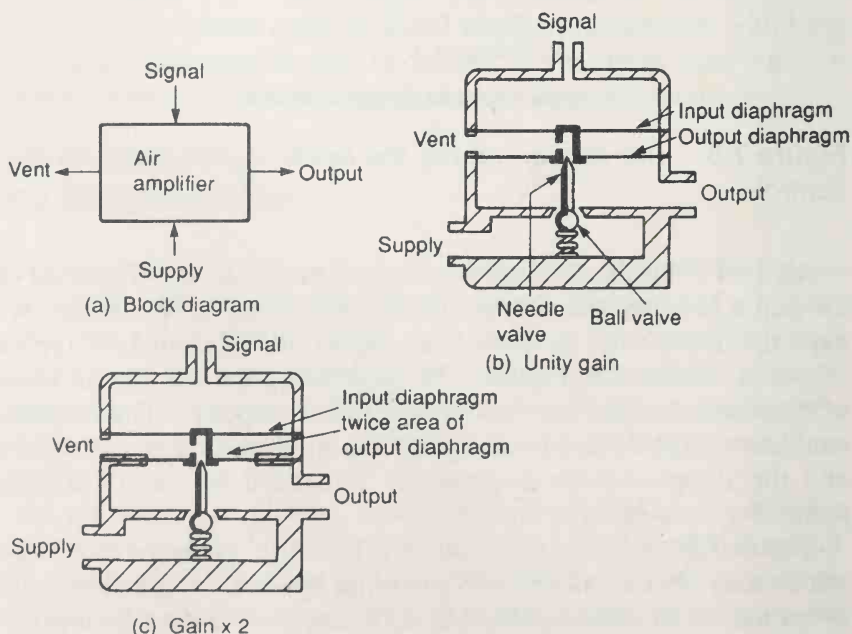 Signal
Vent
Air
amplifier
Output
Supply
(a) Block diagram
Signal
Input diaphragm
Output diaphragm
Vent
Output
Supply
Needle
valve
Ball valve
(b) Unity gain
Signal
Input diaphragm
twice area of
output diaphragm
Vent
Output
Supply
(c) Gain x 2